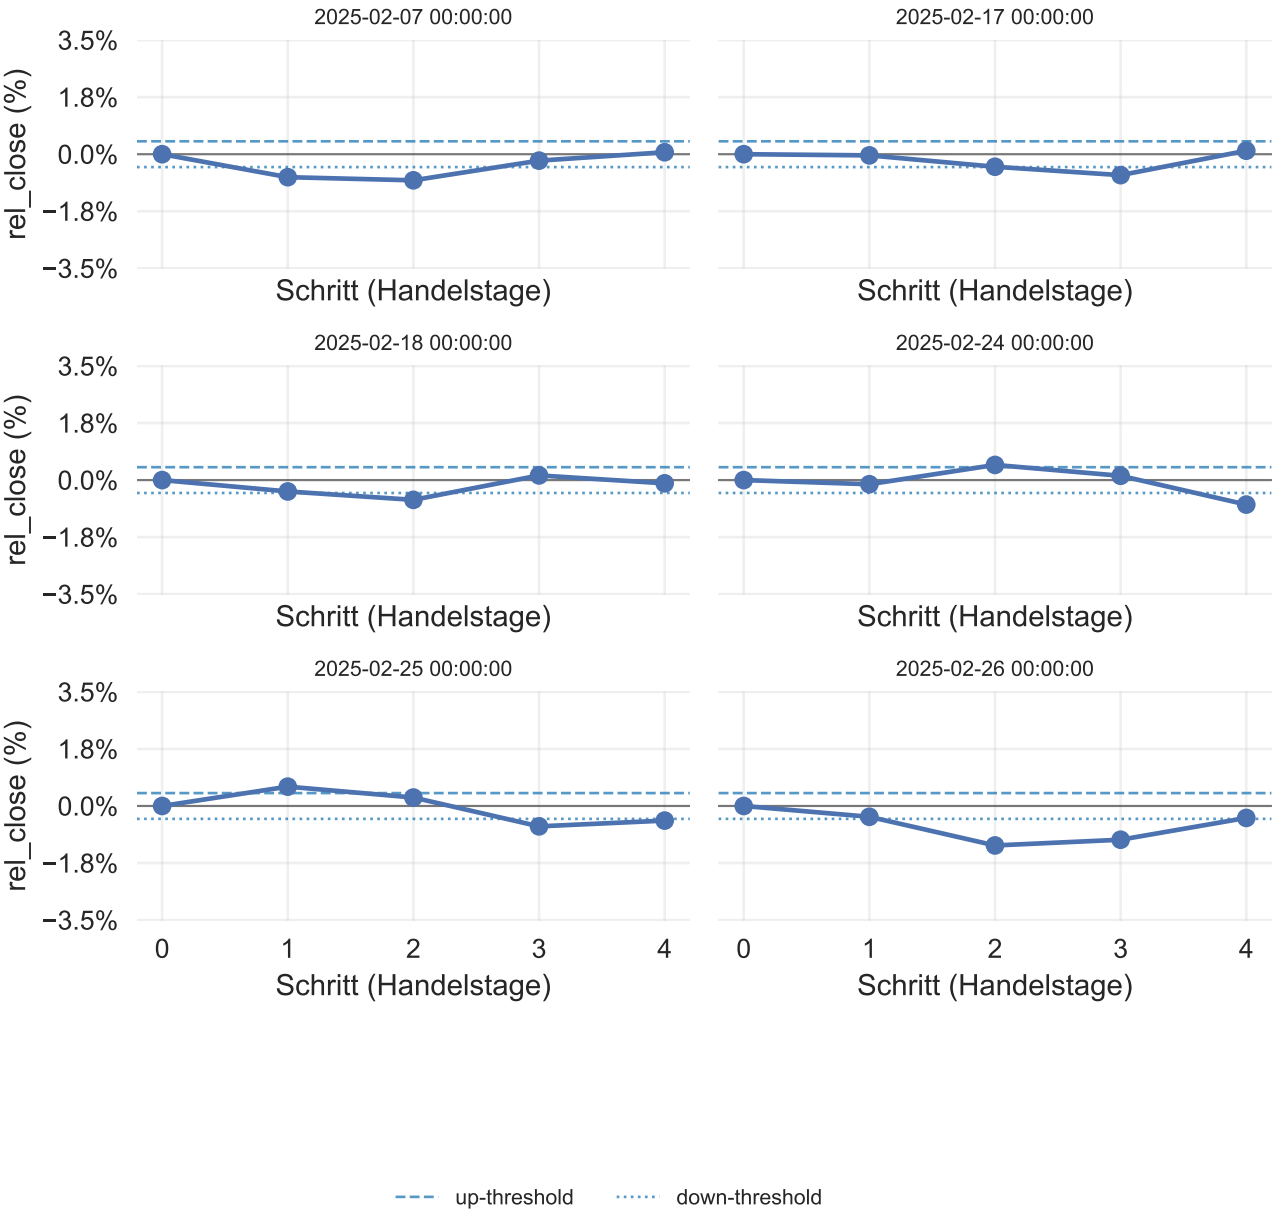 2025-02-07 00:00:00 2025-02-17 00:00:00
3.5%
1.8%
0.0%
−1.8%
−3.5%
rel_close (%)
Schritt (Handelstage) Schritt (Handelstage)
2025-02-18 00:00:00 2025-02-24 00:00:00
3.5%
1.8%
0.0%
−1.8%
−3.5%
rel_close (%)
Schritt (Handelstage) Schritt (Handelstage)
2025-02-25 00:00:00 2025-02-26 00:00:00
3.5%
1.8%
0.0%
−1.8%
−3.5%
rel_close (%)
0 1 2 3 4 0 1 2 3 4
Schritt (Handelstage) Schritt (Handelstage)
up-threshold down-threshold